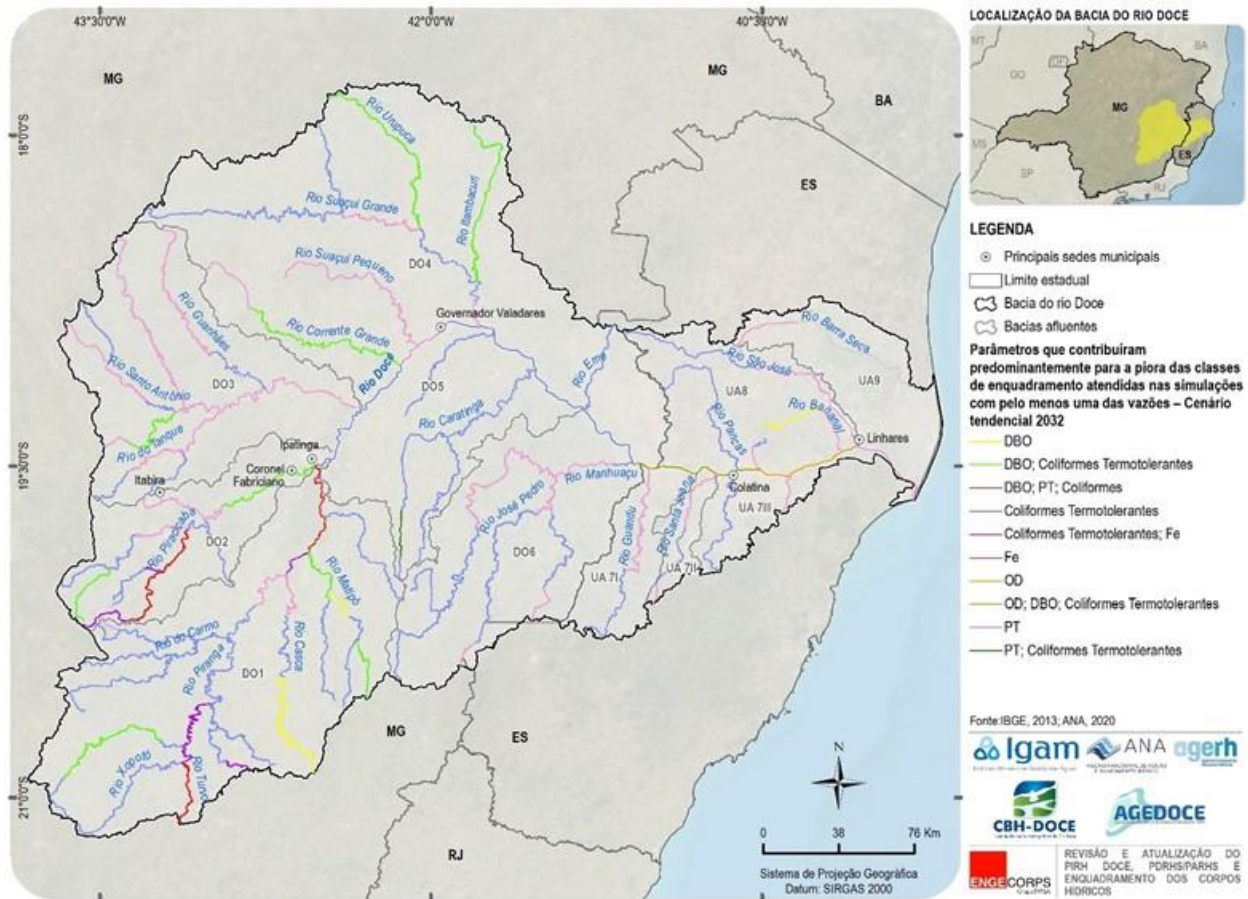 43°30'0"W
42°0'0"W
40°30'0"W
18°0'0"S
19°30'0"S
21°0'0"S
MG
MG
BA
ES
MG
ES
RJ
Rio Urupuca
Rio Itambacuri
Rio Suaçuí Grande
DO4
Rio Suaçuí Pequeno
Governador Valadares
Rio Corrente Grande
Rio Guanhães
DO3
Rio Santo Antônio
Rio Doce
DO5
Rio Eme
Rio Barra Seca
Rio São José
UA9
UA8
Rio Bananal
Rio Pancas
Linhares
Rio do Tanque
Ipatinga
Coronel
Fabriciano
Itabira
Rio Caratinga
Rio Manhuaçu
Colatina
Rio José Pedro
Rio Guandu
Rio Santa Joana
UA 7III
UA 7II
UA 7I
DO6
Rio Piracicaba
DO2
Rio Matipó
Rio do Carmo
Rio Piranga
Rio Casca
DO1
Rio Xopotó
Rio Turvo
N
0 38 76 Km
Sistema de Projeção Geográfica
Datum: SIRGAS 2000
LOCALIZAÇÃO DA BACIA DO RIO DOCE
MT
GO
DF
BA
MG
MS
ES
SP
RJ
LEGENDA
Principais sedes municipais
Limite estadual
Bacia do rio Doce
Bacias afluentes
Parâmetros que contribuíram
predominantemente para a piora das classes
de enquadramento atendidas nas simulações
com pelo menos uma das vazões – Cenário
tendencial 2032
DBO
DBO; Coliformes Termotolerantes
DBO; PT; Coliformes
Coliformes Termotolerantes
Coliformes Termotolerantes; Fe
Fe
OD
OD; DBO; Coliformes Termotolerantes
PT
PT; Coliformes Termotolerantes
Fonte:IBGE, 2013; ANA, 2020
Igam
ANA
agerh
CBH-DOCE
AGEDOCE
ENGECORPS
REVISÃO E ATUALIZAÇÃO DO
PIRH DOCE, PDRHS/PARHS E
ENQUADRAMENTO DOS CORPOS
HÍDRICOS